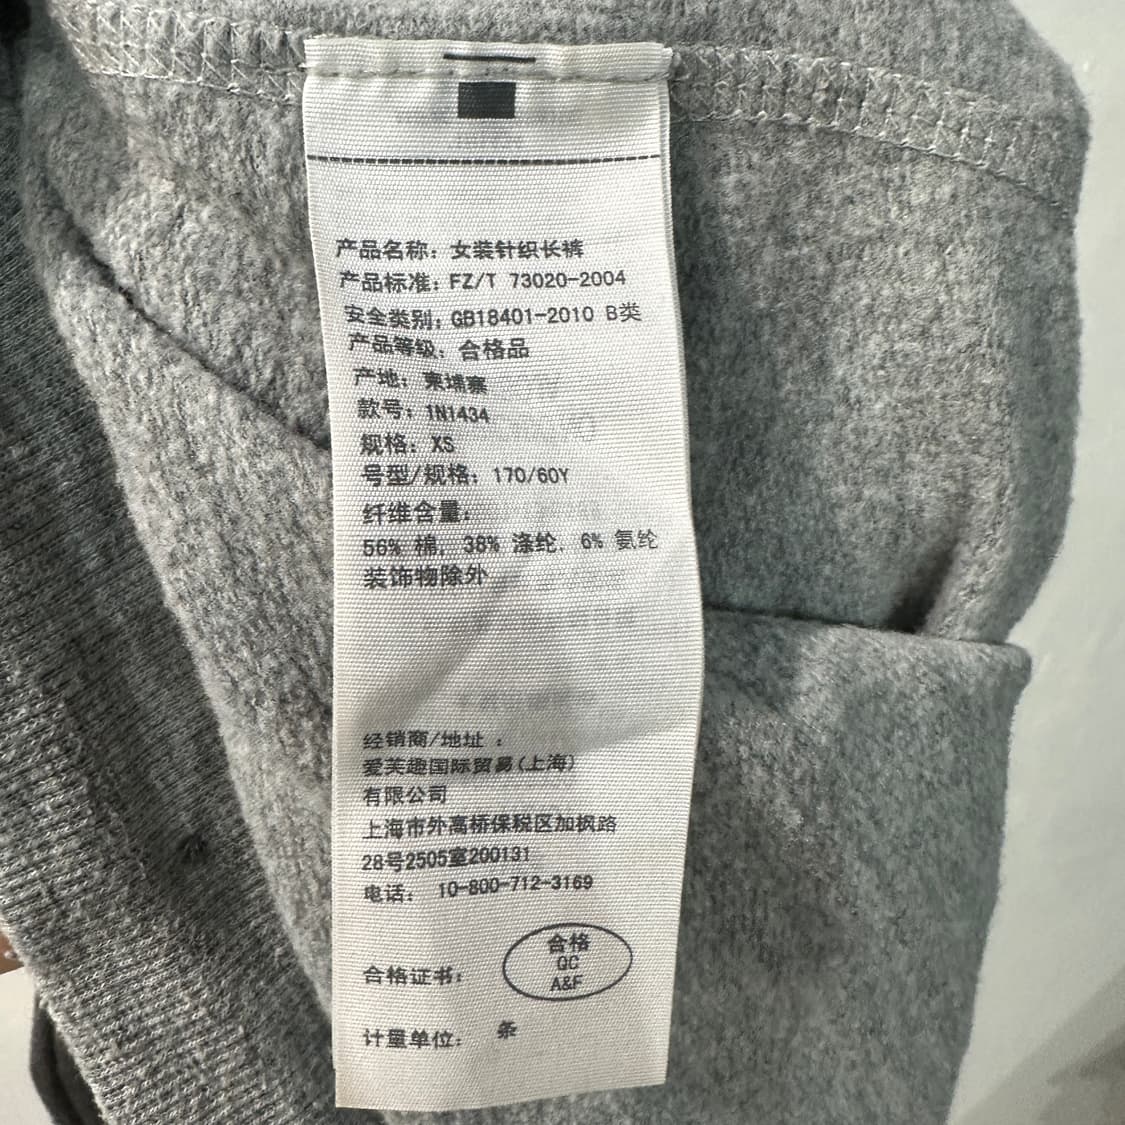 产品名称: 女装针织长裤
产品标准: FZ/T 73020-2004
安全类别: GB18401-2010 B类
产品等级: 合格品
产地: 柬埔寨
款号: 1N1434
规格: XS
号型/规格: 170/60Y
纤维含量:
56% 棉, 38% 涤纶, 6% 氨纶
装饰物除外
经销商/地址 :
爱芙趣国际贸易(上海)
有限公司
上海市外高桥保税区加枫路
28号2505室200131
电话: 10-800-712-3169
合格证书:
合格
QC
A&F
计量单位: 条